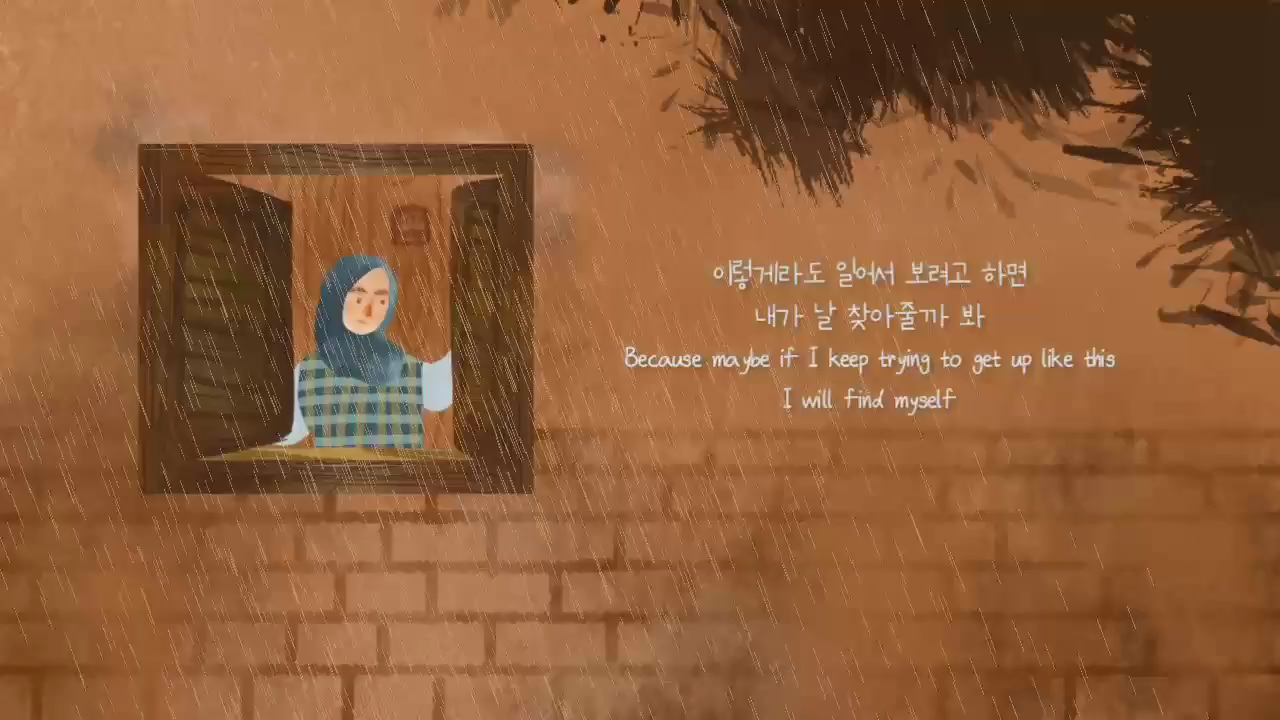 이렇게라도 일어서 보려고 하면
내가 날 찾아줄까 봐
Because maybe if I keep trying to get up like this
I will find myself